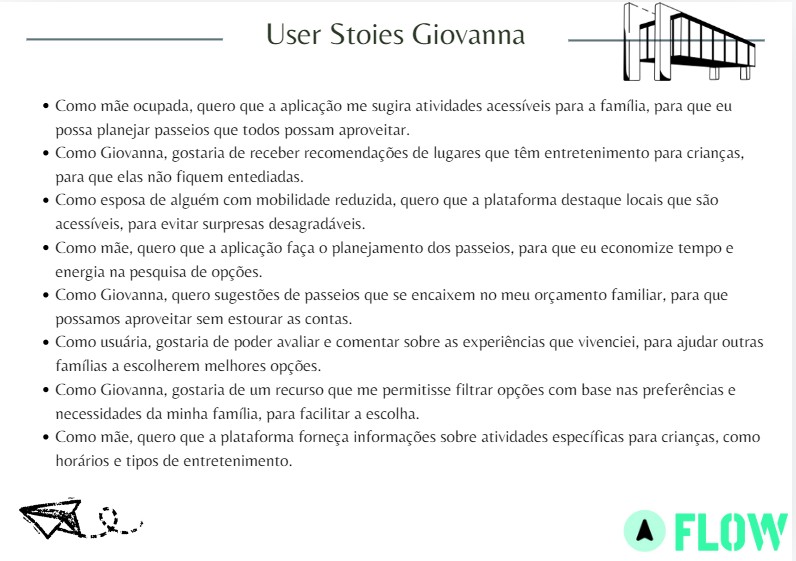 User Stoies Giovanna
• Como mãe ocupada, quero que a aplicação me sugira atividades acessíveis para a família, para que eu
possa planejar passeios que todos possam aproveitar.
• Como Giovanna, gostaria de receber recomendações de lugares que têm entretenimento para crianças,
para que elas não fiquem entediadas.
• Como esposa de alguém com mobilidade reduzida, quero que a plataforma destaque locais que são
acessíveis, para evitar surpresas desagradáveis.
• Como mãe, quero que a aplicação faça o planejamento dos passeios, para que eu economize tempo e
energia na pesquisa de opções.
• Como Giovanna, quero sugestões de passeios que se encaixem no meu orçamento familiar, para que
possamos aproveitar sem estourar as contas.
• Como usuária, gostaria de poder avaliar e comentar sobre as experiências que vivenciei, para ajudar outras
famílias a escolherem melhores opções.
• Como Giovanna, gostaria de um recurso que me permitisse filtrar opções com base nas preferências e
necessidades da minha família, para facilitar a escolha.
• Como mãe, quero que a plataforma forneça informações sobre atividades específicas para crianças, como
horários e tipos de entretenimento.
FLOW